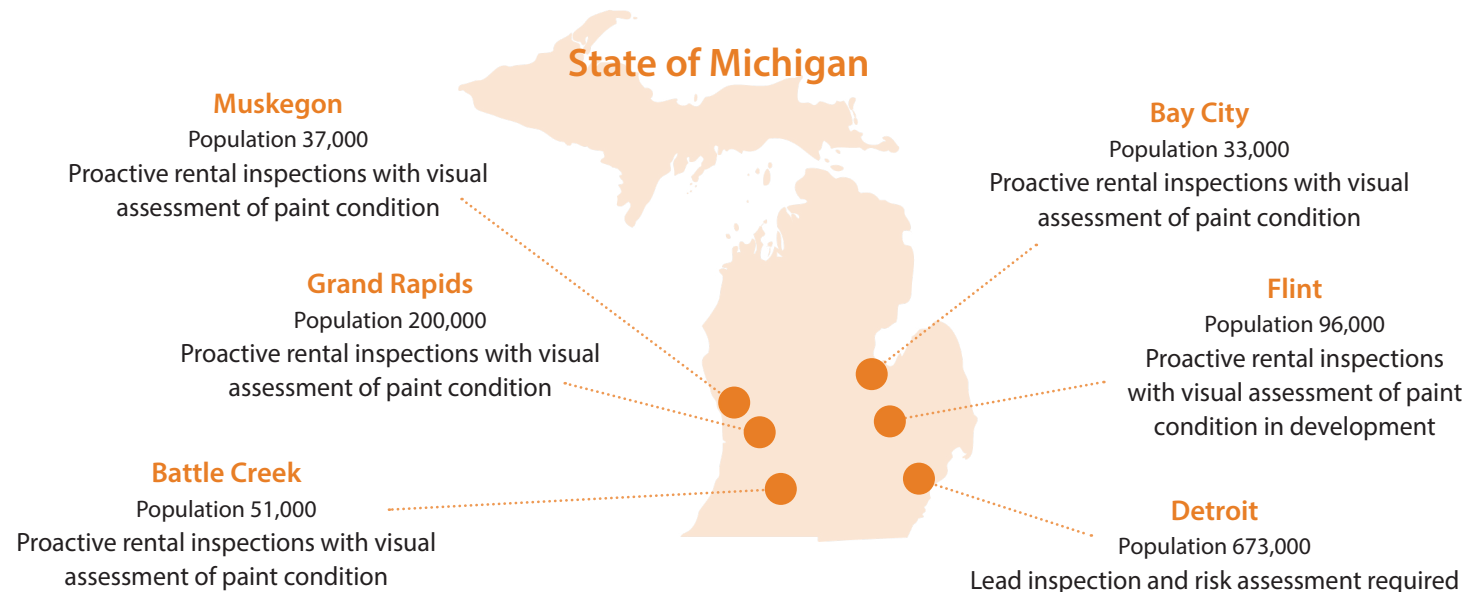 State of Michigan
Muskegon
Population 37,000
Proactive rental inspections with visual
assessment of paint condition
Grand Rapids
Population 200,000
Proactive rental inspections with visual
assessment of paint condition
Battle Creek
Population 51,000
Proactive rental inspections with visual
assessment of paint condition
Bay City
Population 33,000
Proactive rental inspections with visual
assessment of paint condition
Flint
Population 96,000
Proactive rental inspections
with visual assessment of paint
condition in development
Detroit
Population 673,000
Lead inspection and risk assessment required